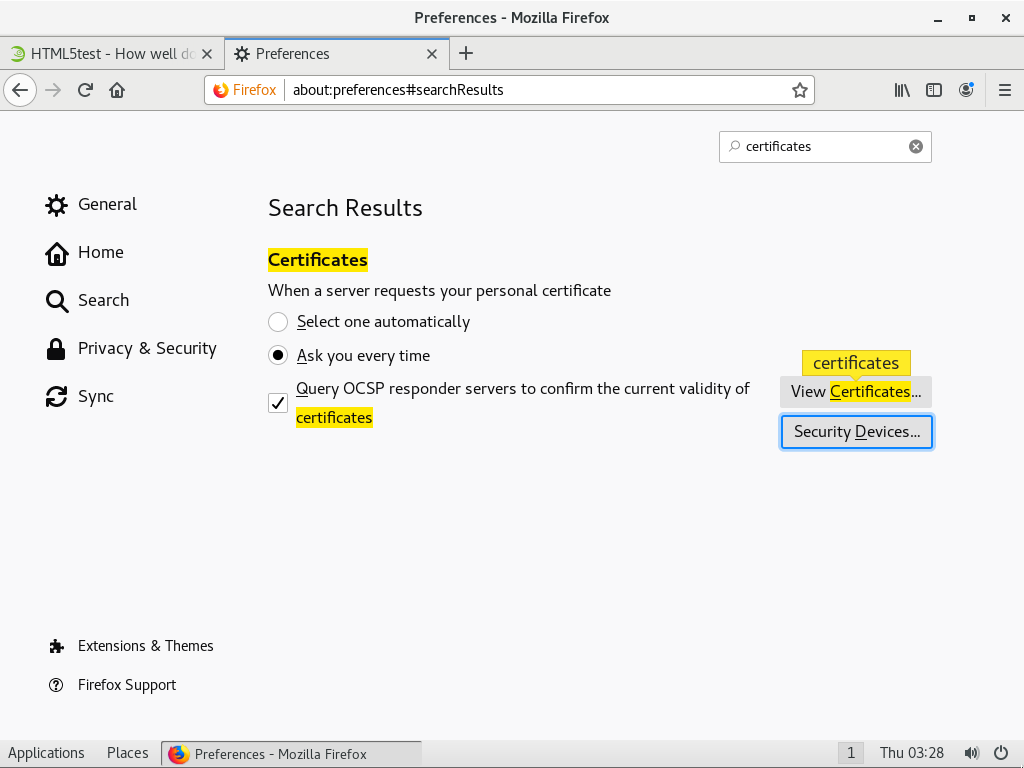 Preferences - Mozilla Firefox
HTML5test - How well do
Preferences
Firefox
about:preferences#searchResults
certificates
General
Home
Search
Privacy & Security
Sync
Search Results
Certificates
When a server requests your personal certificate
Select one automatically
Ask you every time
Query OCSP responder servers to confirm the current validity of
certificates
certificates
View Certificates...
Security Devices...
Extensions & Themes
Firefox Support
Applications Places Preferences - Mozilla Firefox 1 Thu 03:28